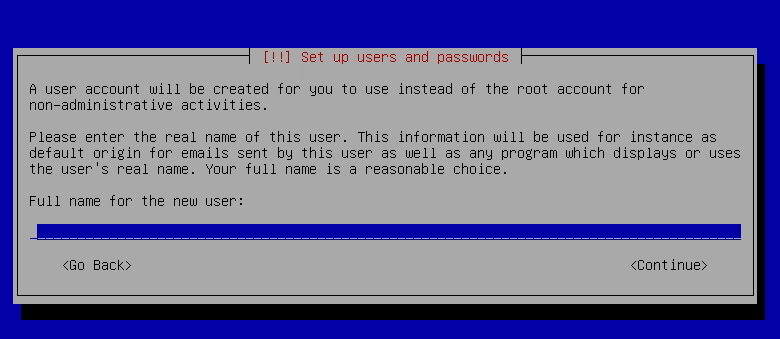 [!!] Set up users and passwords
A user account will be created for you to use instead of the root account for
non-administrative activities.
Please enter the real name of this user. This information will be used for instance as
default origin for emails sent by this user as well as any program which displays or uses
the user's real name. Your full name is a reasonable choice.
Full name for the new user:
<Go Back> <Continue>